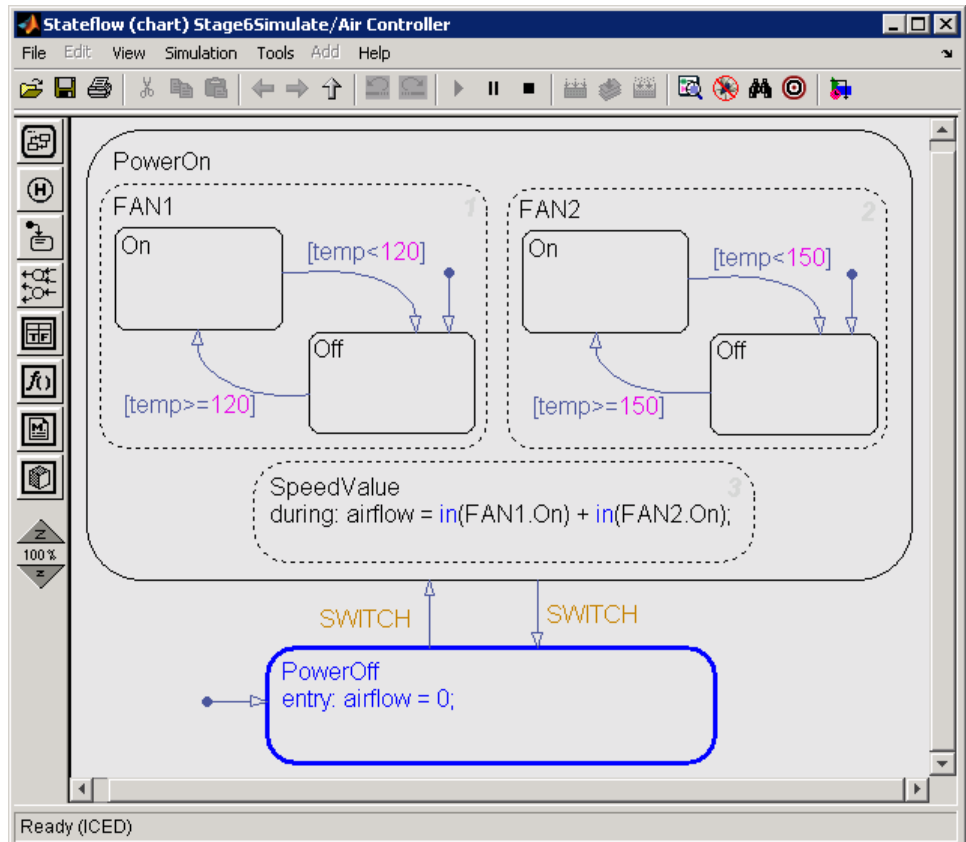 Stateflow (chart) Stage6Simulate/Air Controller
File Edit View Simulation Tools Add Help
PowerOn
FAN1 1
On
[temp<120]
Off
[temp>=120]
FAN2 2
On
[temp<150]
Off
[temp>=150]
SpeedValue 3
during: airflow = in(FAN1.On) + in(FAN2.On);
SWITCH
SWITCH
PowerOff
entry: airflow = 0;
H
TF
f()
M
Z
100 %
Z
Ready (ICED)